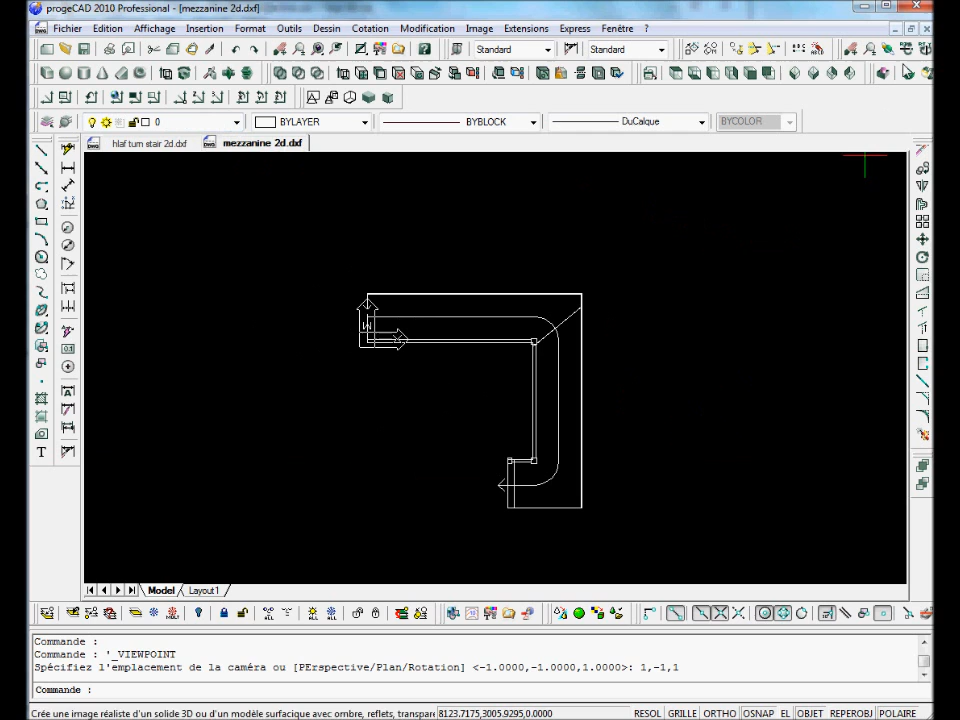 progeCAD 2010 Professional - [mezzanine 2d.dxf]
Fichier Edition Affichage Insertion Format Outils Dessin Cotation Modification Image Extensions Express Fenêtre ?
Standard Standard
0 BYLAYER BYBLOCK DuCalque BYCOLOR
hlaf turn stair 2d.dxf mezzanine 2d.dxf
W
X
T
Model Layout1
Commande :
Commande : '_VIEWPOINT
Spécifiez l'emplacement de la caméra ou [PErspective/Plan/Rotation] <-1.0000,-1.0000,1.0000>: 1,-1,1
Commande :
Crée une image réaliste d'un solide 3D ou d'un modèle surfacique avec ombre, reflets, transpare 8123.7175,3005.9295,0.0000 RESOL GRILLE ORTHO OSNAP EL OBJET REPEROBJ POLAIRE